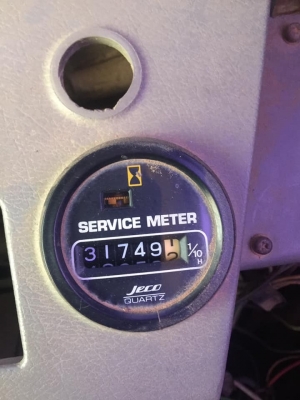 SERVICE METER
31749
1/10
H
Jeco
QUARTZ